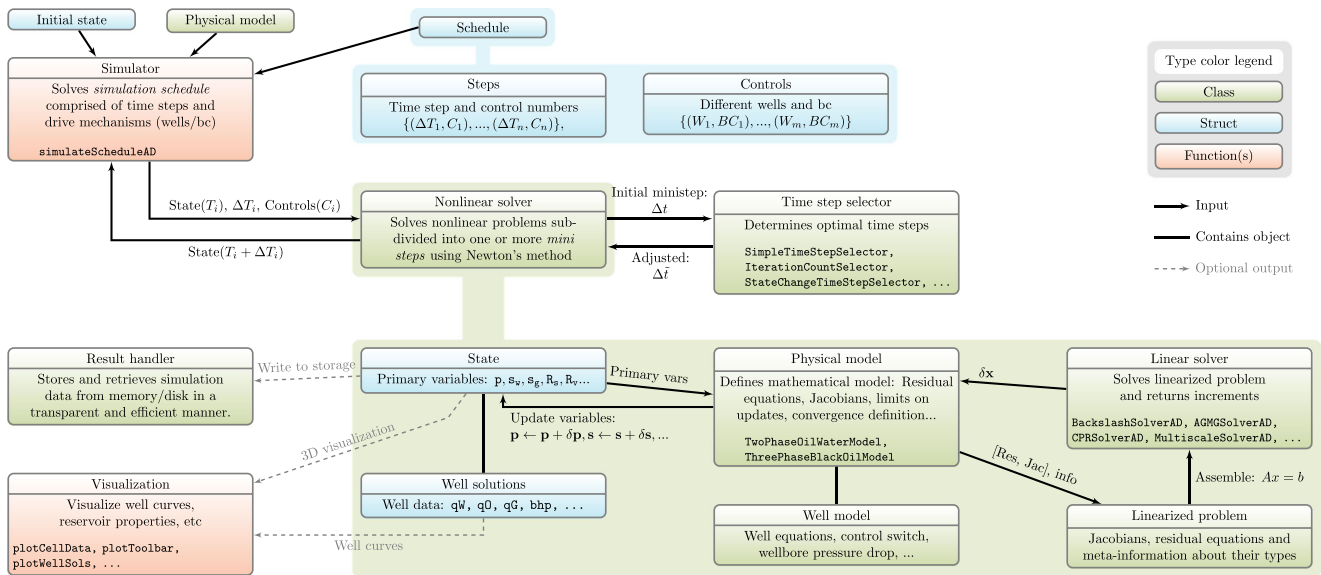 Initial state
Physical model
Schedule
Simulator
Solves simulation schedule
comprised of time steps and
drive mechanisms (wells/bc)
simulateScheduleAD
Steps
Time step and control numbers
{(ΔT₁, C₁), ..., (ΔTₙ, Cₙ)},
Controls
Different wells and bc
{(W₁, BC₁), ..., (Wₘ, BCₘ)}
Type color legend
Class
Struct
Function(s)
Input
Contains object
Optional output
State(Tᵢ), ΔTᵢ, Controls(Cᵢ)
State(Tᵢ + ΔTᵢ)
Nonlinear solver
Solves nonlinear problems sub-
divided into one or more mini
steps using Newton's method
Initial ministep:
Δt
Adjusted:
Δt̃
Time step selector
Determines optimal time steps
SimpleTimeStepSelector,
IterationCountSelector,
StateChangeTimeStepSelector, ...
Result handler
Stores and retrieves simulation
data from memory/disk in a
transparent and efficient manner.
Write to storage
State
Primary variables: p, s_w, s_g, R_s, R_v...
Primary vars
Update variables:
p ← p + δp, s ← s + δs, ...
Physical model
Defines mathematical model: Residual
equations, Jacobians, limits on
updates, convergence definition...
TwoPhaseOilWaterModel,
ThreePhaseBlackOilModel
δx
Linear solver
Solves linearized problem
and returns increments
BackslashSolverAD, AGMGSolverAD,
CPRSolverAD, MultiscaleSolverAD, ...
3D visualization
Visualization
Visualize well curves,
reservoir properties, etc
plotCellData, plotToolbar,
plotWellSols, ...
Well solutions
Well data: qW, qO, qG, bhp, ...
Well curves
Well model
Well equations, control switch,
wellbore pressure drop, ...
[Res, Jac], info
Assemble: Ax = b
Linearized problem
Jacobians, residual equations and
meta-information about their types